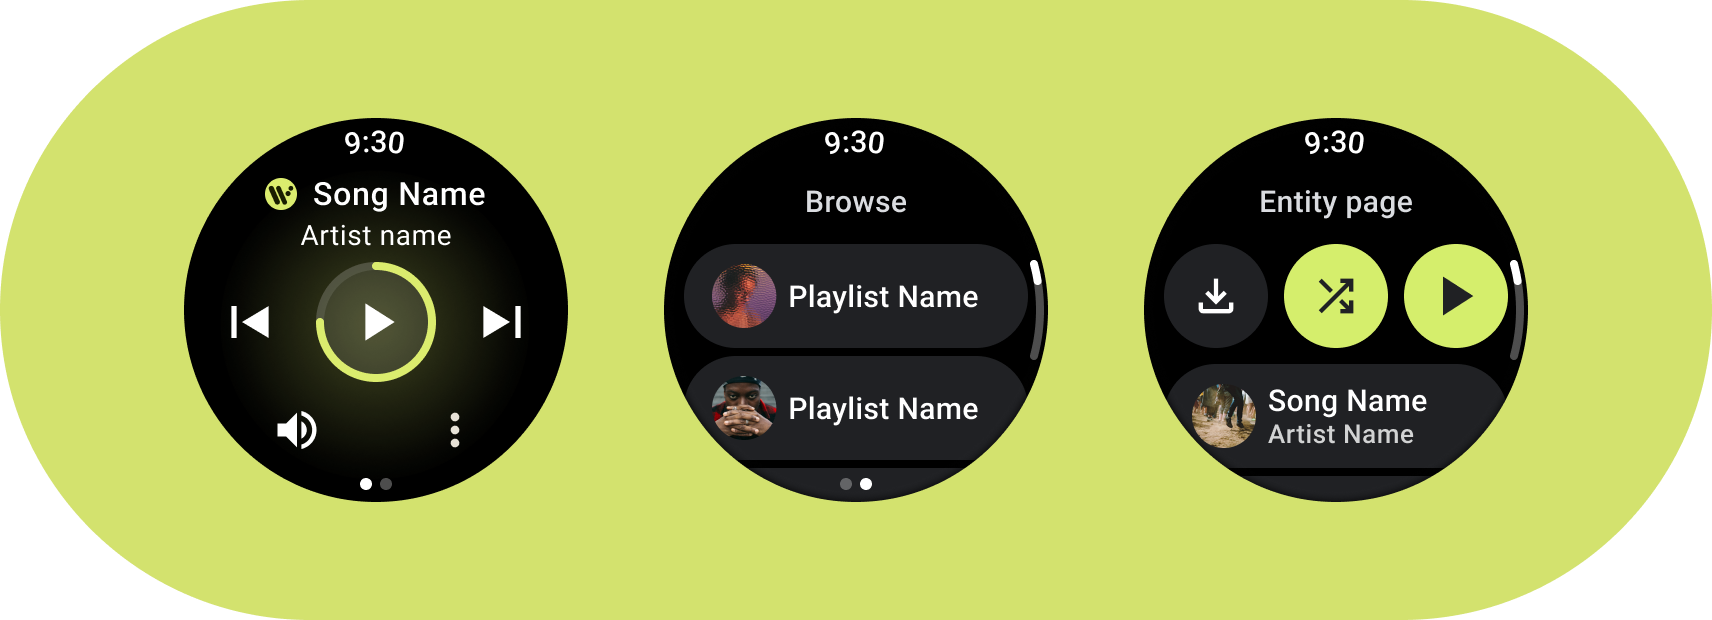 9:30
Song Name
Artist name
9:30
Browse
Playlist Name
Playlist Name
9:30
Entity page
Song Name
Artist Name